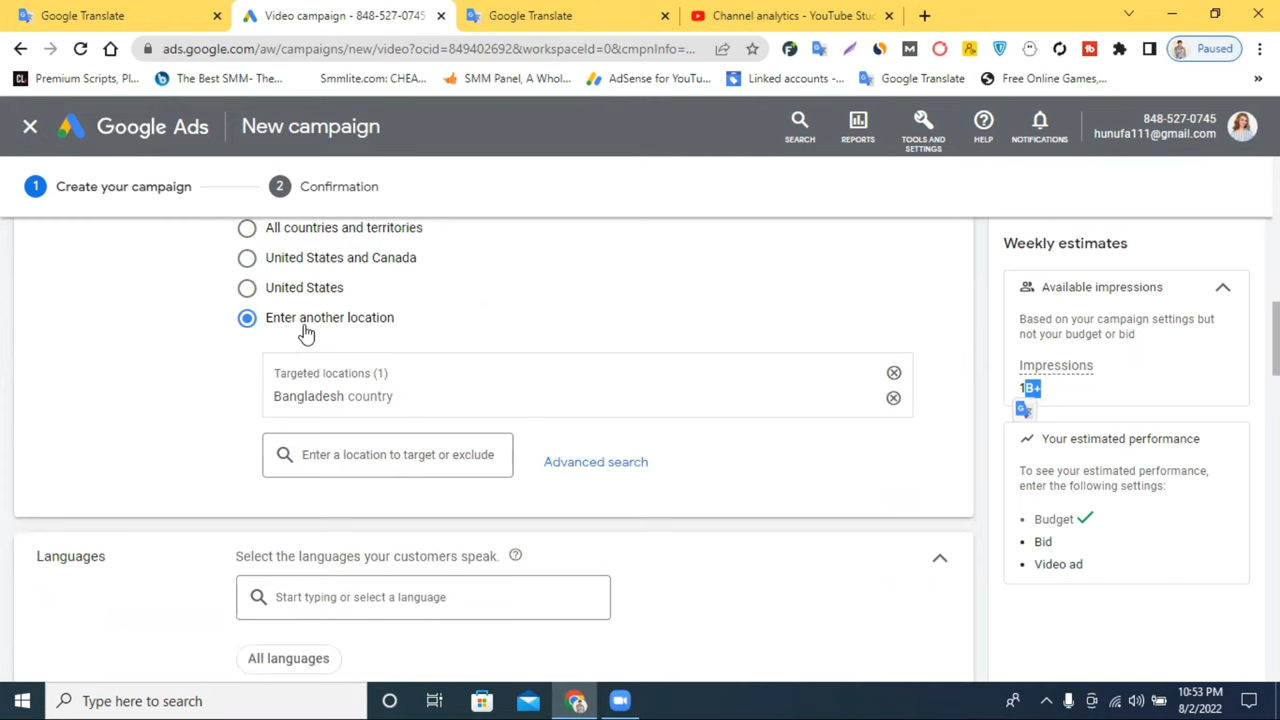 Google Translate
Video campaign - 848-527-0745
Google Translate
Channel analytics - YouTube Stud
ads.google.com/aw/campaigns/new/video?ocid=8494026928&workspaceId=0&cmpnInfo=...
Paused
Premium Scripts, Pl...
The Best SMM- The...
Smmlite.com: CHEA...
SMM Panel, A Whol...
AdSense for YouTu...
Linked accounts -...
Google Translate
Free Online Games,...
»
Google Ads
New campaign
SEARCH
REPORTS
TOOLS AND SETTINGS
HELP
NOTIFICATIONS
848-527-0745
hunufa111@gmail.com
1 Create your campaign
2 Confirmation
All countries and territories
United States and Canada
United States
Enter another location
Targeted locations (1)
Bangladesh country
Enter a location to target or exclude
Advanced search
Languages
Select the languages your customers speak.
Start typing or select a language
All languages
Weekly estimates
Available impressions
Based on your campaign settings but
not your budget or bid
Impressions
1B+
Your estimated performance
To see your estimated performance,
enter the following settings:
• Budget
• Bid
• Video ad
Type here to search
10:53 PM
8/2/2022